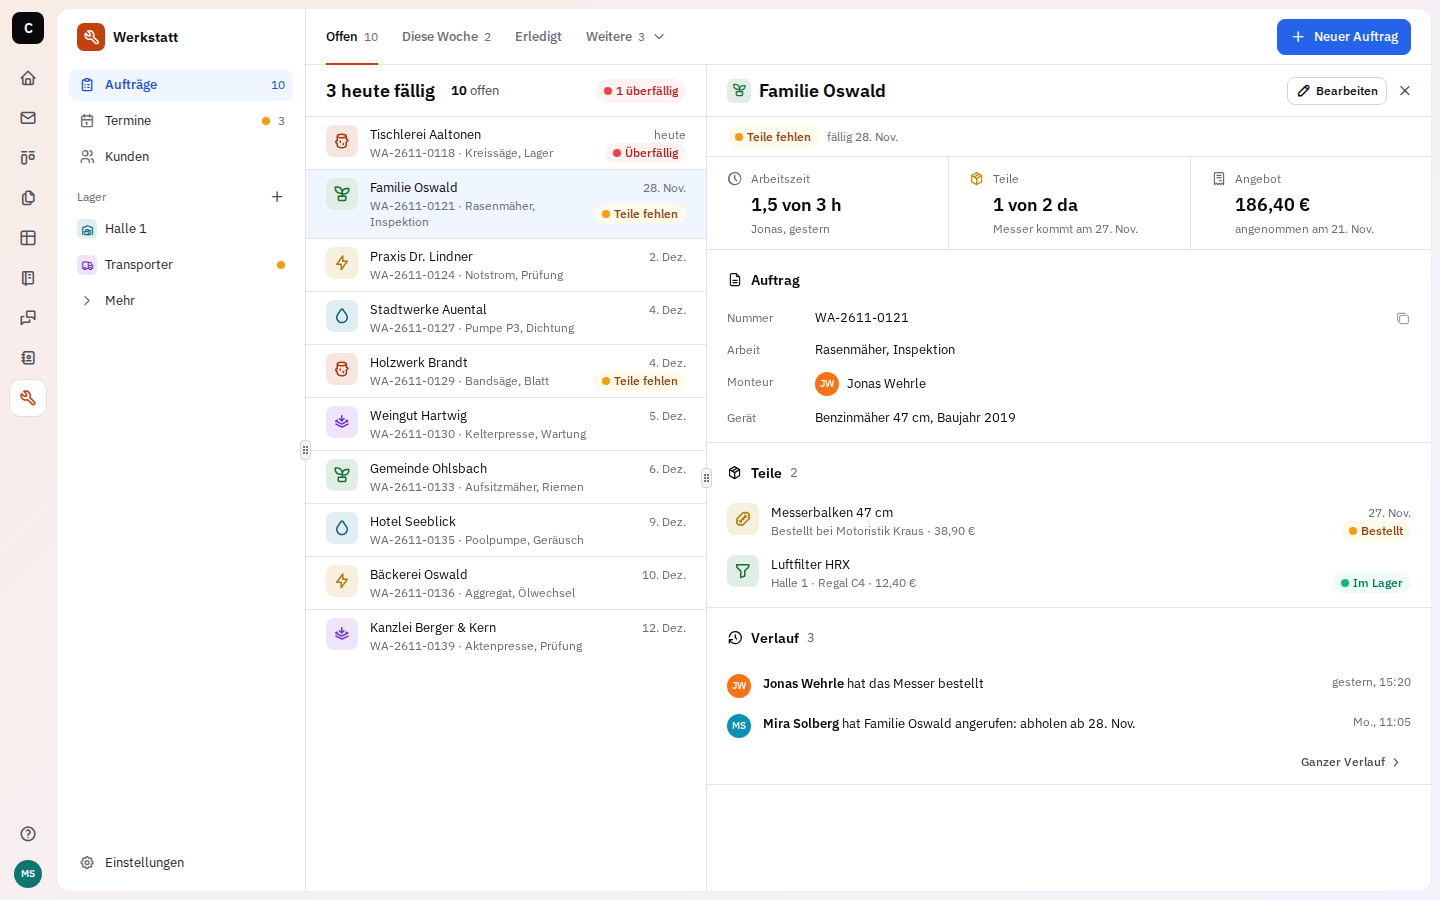 C
Werkstatt
Aufträge 10
Termine 3
Kunden
Lager
Halle 1
Transporter
Mehr
Einstellungen
MS
Offen 10 Diese Woche 2 Erledigt Weitere 3
Neuer Auftrag
3 heute fällig 10 offen 1 überfällig
Tischlerei Aaltonen heute
WA-2611-0118 · Kreissäge, Lager Überfällig
Familie Oswald 28. Nov.
WA-2611-0121 · Rasenmäher,
Inspektion
Teile fehlen
Praxis Dr. Lindner 2. Dez.
WA-2611-0124 · Notstrom, Prüfung
Stadtwerke Auental 4. Dez.
WA-2611-0127 · Pumpe P3, Dichtung
Holzwerk Brandt 4. Dez.
WA-2611-0129 · Bandsäge, Blatt Teile fehlen
Weingut Hartwig 5. Dez.
WA-2611-0130 · Kelterpresse, Wartung
Gemeinde Ohlsbach 6. Dez.
WA-2611-0133 · Aufsitzmäher, Riemen
Hotel Seeblick 9. Dez.
WA-2611-0135 · Poolpumpe, Geräusch
Bäckerei Oswald 10. Dez.
WA-2611-0136 · Aggregat, Ölwechsel
Kanzlei Berger & Kern 12. Dez.
WA-2611-0139 · Aktenpresse, Prüfung
Familie Oswald Bearbeiten
Teile fehlen fällig 28. Nov.
Arbeitszeit
1,5 von 3 h
Jonas, gestern
Teile
1 von 2 da
Messer kommt am 27. Nov.
Angebot
186,40 €
angenommen am 21. Nov.
Auftrag
Nummer WA-2611-0121
Arbeit Rasenmäher, Inspektion
Monteur JW Jonas Wehrle
Gerät Benzinmäher 47 cm, Baujahr 2019
Teile 2
Messerbalken 47 cm 27. Nov.
Bestellt bei Motoristik Kraus · 38,90 € Bestellt
Luftfilter HRX
Halle 1 · Regal C4 · 12,40 € Im Lager
Verlauf 3
JW Jonas Wehrle hat das Messer bestellt gestern, 15:20
MS Mira Solberg hat Familie Oswald angerufen: abholen ab 28. Nov. Mo., 11:05
Ganzer Verlauf